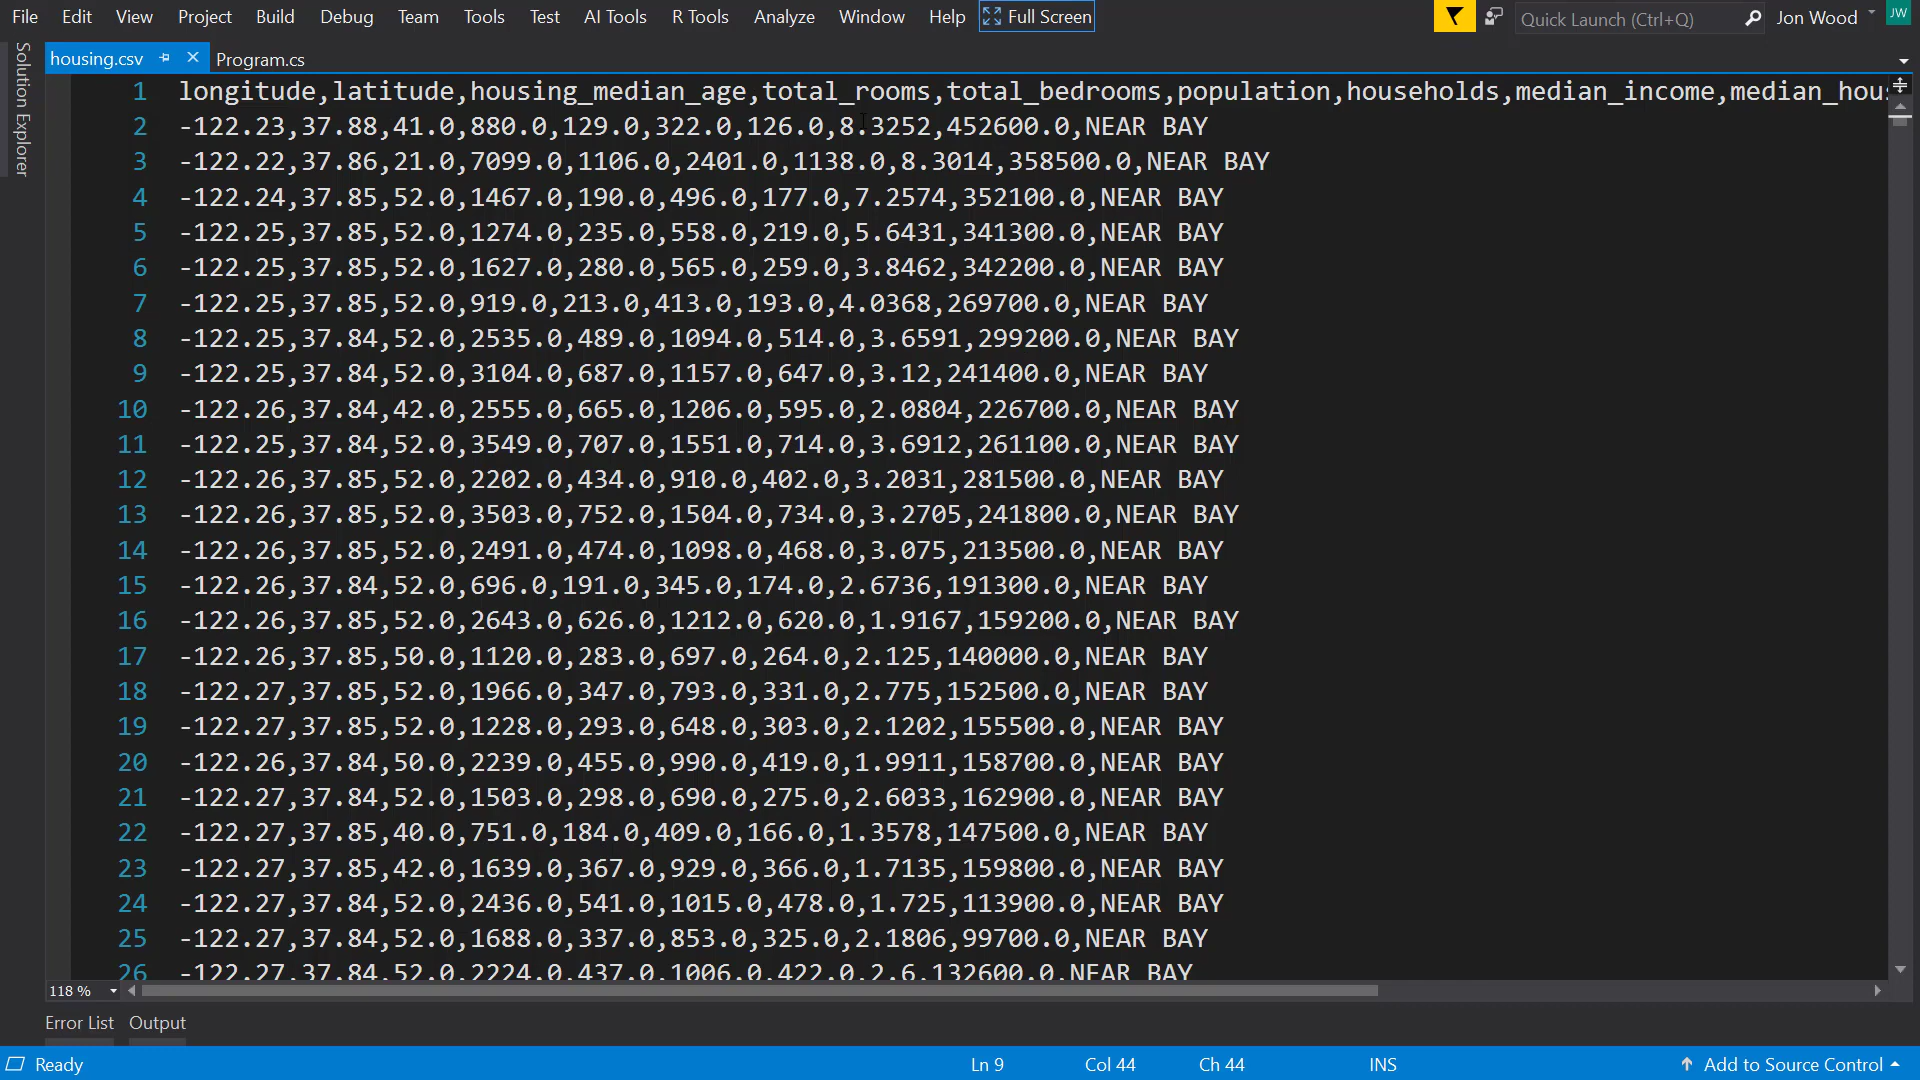 File Edit View Project Build Debug Team Tools Test AI Tools R Tools Analyze Window Help Full Screen Quick Launch (Ctrl+Q) Jon Wood JW
Solution Explorer
housing.csv Program.cs
1 longitude,latitude,housing_median_age,total_rooms,total_bedrooms,population,households,median_income,median_hou
2 -122.23,37.88,41.0,880.0,129.0,322.0,126.0,8.3252,452600.0,NEAR BAY
3 -122.22,37.86,21.0,7099.0,1106.0,2401.0,1138.0,8.3014,358500.0,NEAR BAY
4 -122.24,37.85,52.0,1467.0,190.0,496.0,177.0,7.2574,352100.0,NEAR BAY
5 -122.25,37.85,52.0,1274.0,235.0,558.0,219.0,5.6431,341300.0,NEAR BAY
6 -122.25,37.85,52.0,1627.0,280.0,565.0,259.0,3.8462,342200.0,NEAR BAY
7 -122.25,37.85,52.0,919.0,213.0,413.0,193.0,4.0368,269700.0,NEAR BAY
8 -122.25,37.84,52.0,2535.0,489.0,1094.0,514.0,3.6591,299200.0,NEAR BAY
9 -122.25,37.84,52.0,3104.0,687.0,1157.0,647.0,3.12,241400.0,NEAR BAY
10 -122.26,37.84,42.0,2555.0,665.0,1206.0,595.0,2.0804,226700.0,NEAR BAY
11 -122.25,37.84,52.0,3549.0,707.0,1551.0,714.0,3.6912,261100.0,NEAR BAY
12 -122.26,37.85,52.0,2202.0,434.0,910.0,402.0,3.2031,281500.0,NEAR BAY
13 -122.26,37.85,52.0,3503.0,752.0,1504.0,734.0,3.2705,241800.0,NEAR BAY
14 -122.26,37.85,52.0,2491.0,474.0,1098.0,468.0,3.075,213500.0,NEAR BAY
15 -122.26,37.84,52.0,696.0,191.0,345.0,174.0,2.6736,191300.0,NEAR BAY
16 -122.26,37.85,52.0,2643.0,626.0,1212.0,620.0,1.9167,159200.0,NEAR BAY
17 -122.26,37.85,50.0,1120.0,283.0,697.0,264.0,2.125,140000.0,NEAR BAY
18 -122.27,37.85,52.0,1966.0,347.0,793.0,331.0,2.775,152500.0,NEAR BAY
19 -122.27,37.85,52.0,1228.0,293.0,648.0,303.0,2.1202,155500.0,NEAR BAY
20 -122.26,37.84,50.0,2239.0,455.0,990.0,419.0,1.9911,158700.0,NEAR BAY
21 -122.27,37.84,52.0,1503.0,298.0,690.0,275.0,2.6033,162900.0,NEAR BAY
22 -122.27,37.85,40.0,751.0,184.0,409.0,166.0,1.3578,147500.0,NEAR BAY
23 -122.27,37.85,42.0,1639.0,367.0,929.0,366.0,1.7135,159800.0,NEAR BAY
24 -122.27,37.84,52.0,2436.0,541.0,1015.0,478.0,1.725,113900.0,NEAR BAY
25 -122.27,37.84,52.0,1688.0,337.0,853.0,325.0,2.1806,99700.0,NEAR BAY
26 -122.27,37.84,52.0,2224.0,437.0,1006.0,422.0,2.6,132600.0,NEAR BAY
118 %
Error List Output
Ready Ln 9 Col 44 Ch 44 INS Add to Source Control